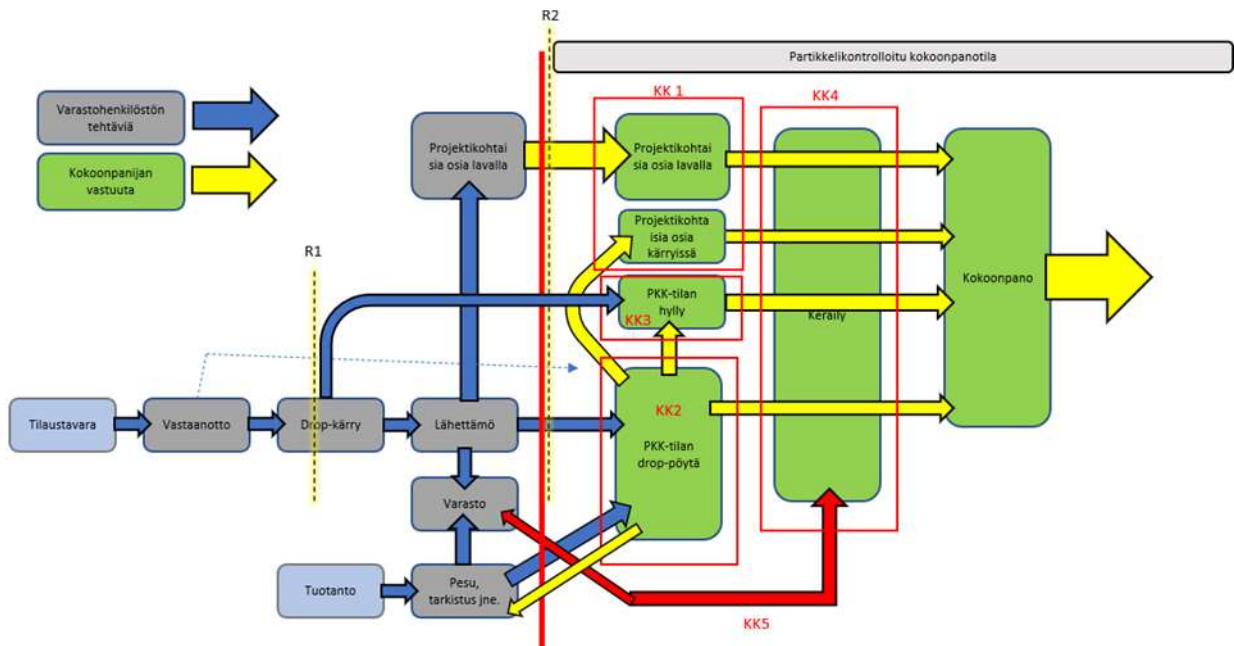 R2
Partikkelikontrolloitu kokoonpanotila
Varastohenkilöstön
tehtäviä
Kokoonpanijan
vastuuta
KK 1
KK4
Projektikohtai
sia osia lavalla
Projektikohtai
sia osia lavalla
Projektikohta
isia osia
kärryissä
R1
PKK-tilan
hylly
KK3
Keräily
Kokoonpano
KK2
Tilaustavara
Vastaanotto
Drop-kärry
Lähettämö
PKK-tilan
drop-pöytä
Varasto
Tuotanto
Pesu,
tarkistus jne.
KK5